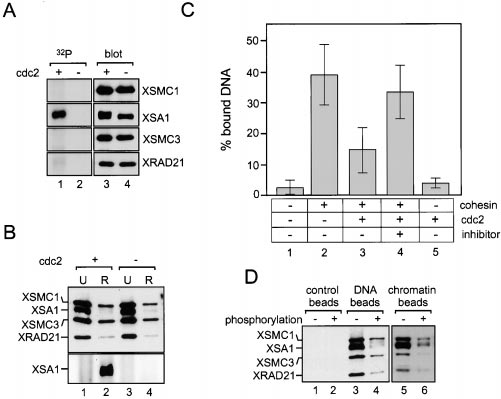 A
³²P blot
cdc2 + - + -
XSMC1
XSA1
XSMC3
XRAD21
1 2 3 4
B
cdc2 + -
U R U R
XSMC1
XSA1
XSMC3
XRAD21
XSA1
1 2 3 4
C
% bound DNA
50
40
30
20
10
0
- + + + - cohesin
- - + + + cdc2
- - - + - inhibitor
1 2 3 4 5
D
control beads DNA beads chromatin beads
phosphorylation - + - + - +
XSMC1
XSA1
XSMC3
XRAD21
1 2 3 4 5 6